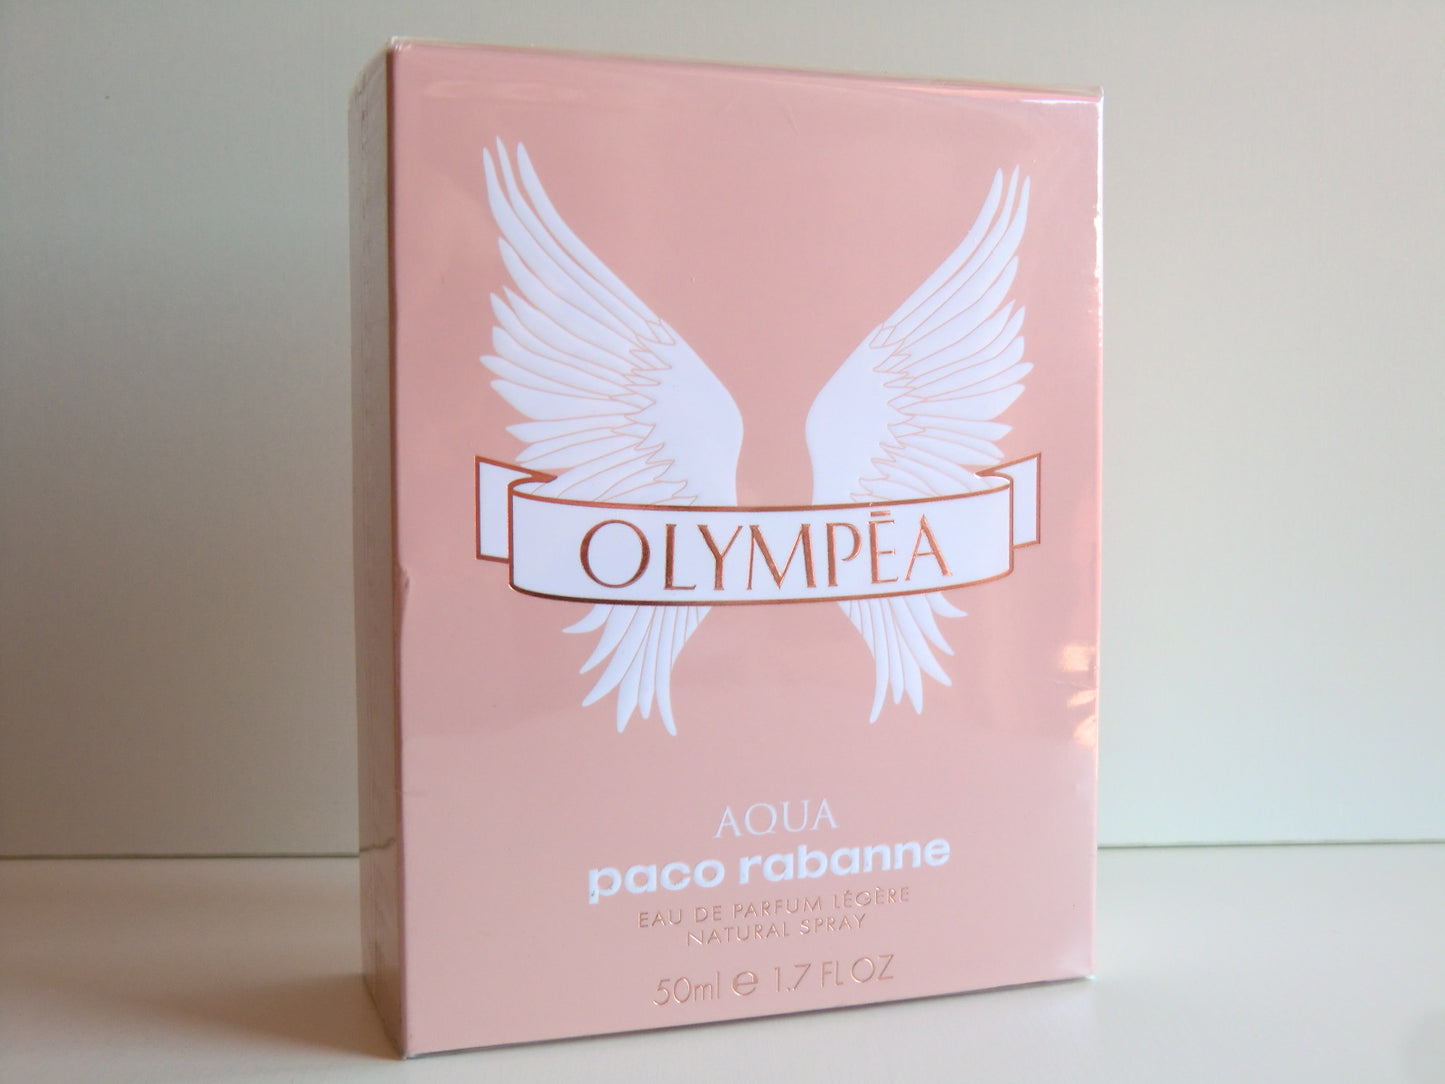 OLYMPĒA
AQUA
paco rabanne
EAU DE PARFUM LÉGÈRE
NATURAL SPRAY
50ml ℮ 1.7 FL OZ